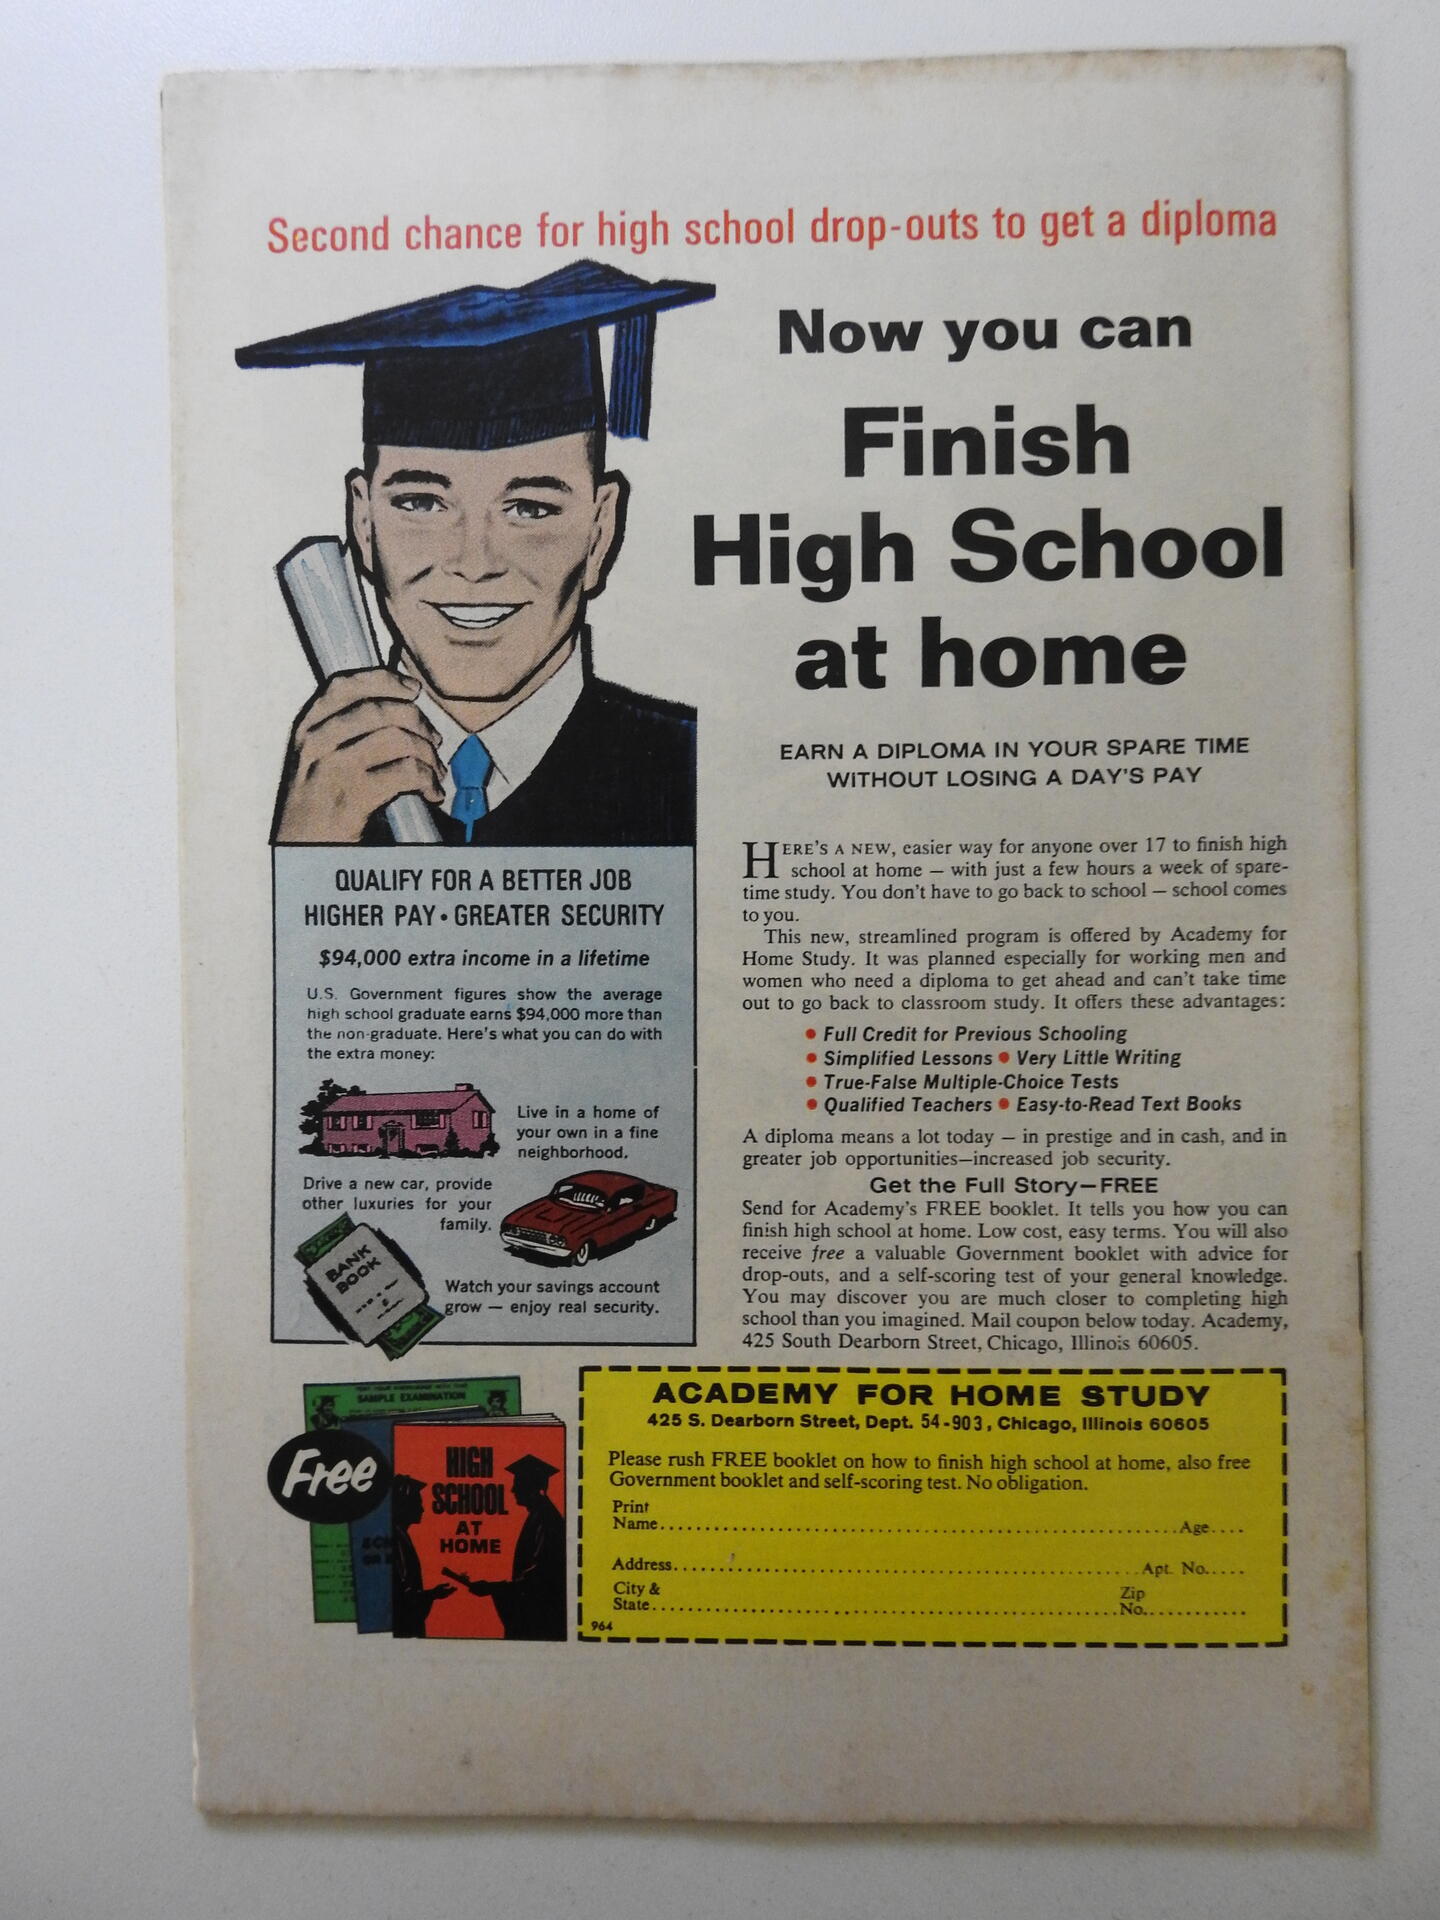 Second chance for high school drop-outs to get a diploma
Now you can
Finish
High School
at home
EARN A DIPLOMA IN YOUR SPARE TIME
WITHOUT LOSING A DAY'S PAY
HERE'S A NEW, easier way for anyone over 17 to finish high
school at home — with just a few hours a week of spare-
time study. You don't have to go back to school — school comes
to you.
This new, streamlined program is offered by Academy for
Home Study. It was planned especially for working men and
women who need a diploma to get ahead and can't take time
out to go back to classroom study. It offers these advantages:
• Full Credit for Previous Schooling
• Simplified Lessons • Very Little Writing
• True-False Multiple-Choice Tests
• Qualified Teachers • Easy-to-Read Text Books
A diploma means a lot today — in prestige and in cash, and in
greater job opportunities—increased job security.
Get the Full Story—FREE
Send for Academy's FREE booklet. It tells you how you can
finish high school at home. Low cost, easy terms. You will also
receive free a valuable Government booklet with advice for
drop-outs, and a self-scoring test of your general knowledge.
You may discover you are much closer to completing high
school than you imagined. Mail coupon below today. Academy,
425 South Dearborn Street, Chicago, Illinois 60605.
QUALIFY FOR A BETTER JOB
HIGHER PAY • GREATER SECURITY
$94,000 extra income in a lifetime
U.S. Government figures show the average
high school graduate earns $94,000 more than
the non-graduate. Here's what you can do with
the extra money:
Live in a home of
your own in a fine
neighborhood.
Drive a new car, provide
other luxuries for your
family.
BANK
BOOK
Watch your savings account
grow — enjoy real security.
SAMPLE EXAMINATION
Free
HIGH
SCHOOL
AT
HOME
ACADEMY FOR HOME STUDY
425 S. Dearborn Street, Dept. 54-903, Chicago, Illinois 60605
Please rush FREE booklet on how to finish high school at home, also free
Government booklet and self-scoring test. No obligation.
Print
Name..........Age....
Address..........Apt. No.....
City & Zip
State..........No...........
964